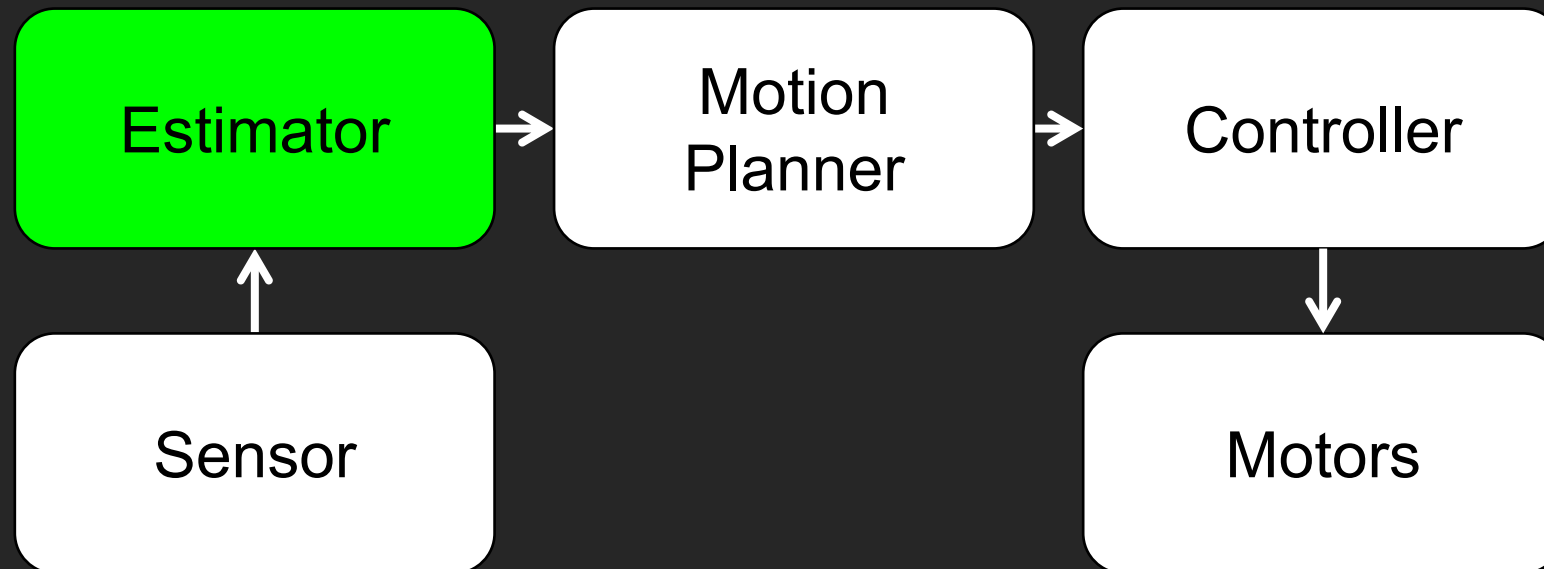 Estimator
Motion
Planner
Controller
Sensor
Motors